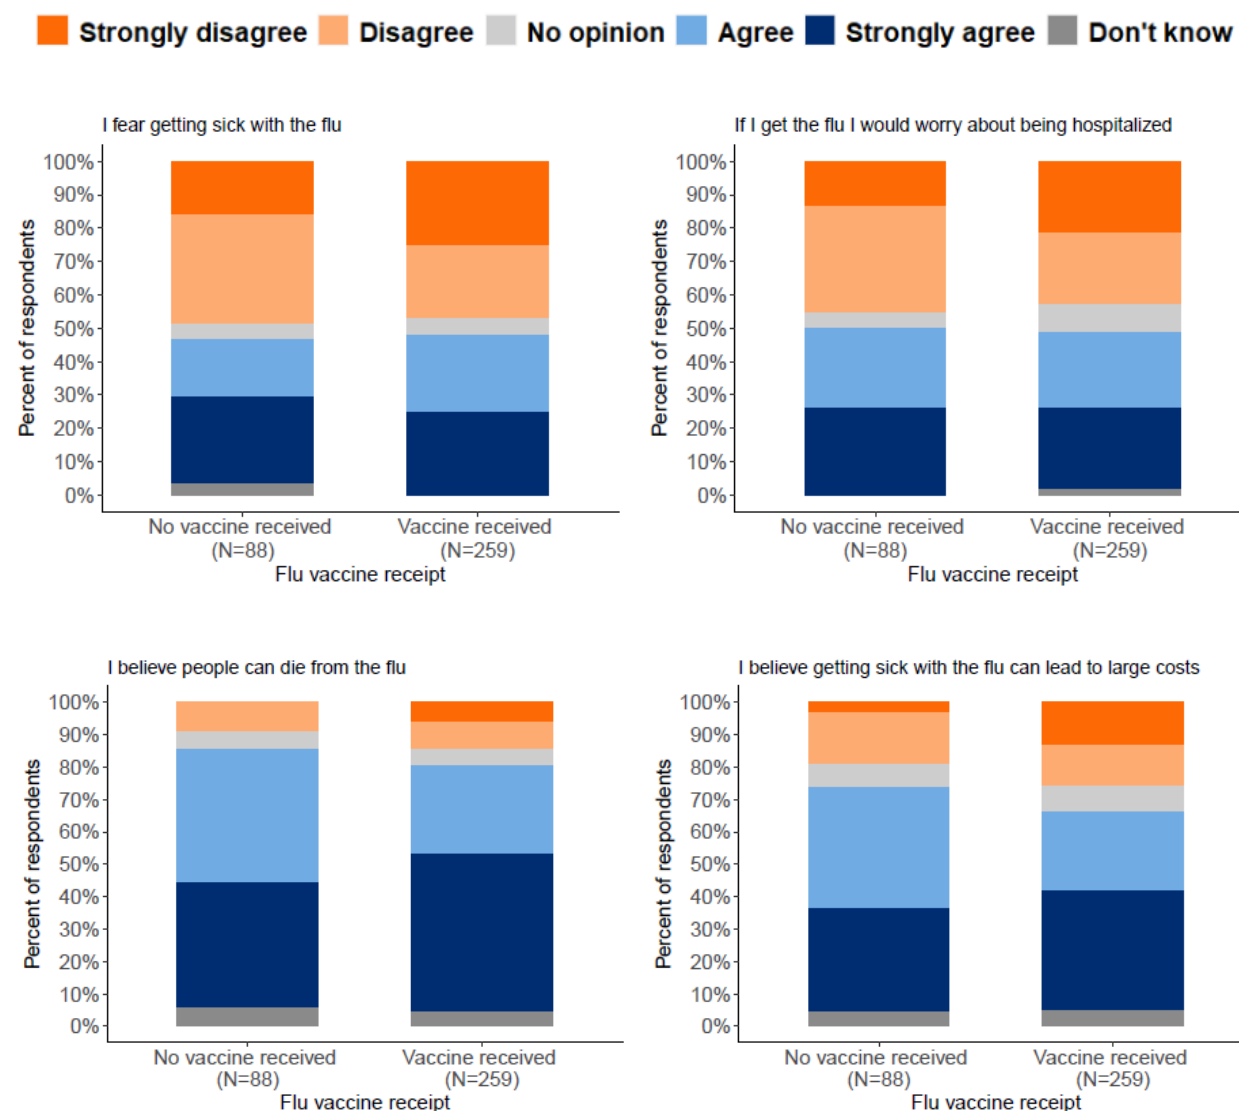 Strongly disagree Disagree No opinion Agree Strongly agree Don't know
I fear getting sick with the flu
Percent of respondents
100%
90%
80%
70%
60%
50%
40%
30%
20%
10%
0%
No vaccine received Vaccine received
(N=88) (N=259)
Flu vaccine receipt
If I get the flu I would worry about being hospitalized
Percent of respondents
100%
90%
80%
70%
60%
50%
40%
30%
20%
10%
0%
No vaccine received Vaccine received
(N=88) (N=259)
Flu vaccine receipt
I believe people can die from the flu
Percent of respondents
100%
90%
80%
70%
60%
50%
40%
30%
20%
10%
0%
No vaccine received Vaccine received
(N=88) (N=259)
Flu vaccine receipt
I believe getting sick with the flu can lead to large costs
Percent of respondents
100%
90%
80%
70%
60%
50%
40%
30%
20%
10%
0%
No vaccine received Vaccine received
(N=88) (N=259)
Flu vaccine receipt